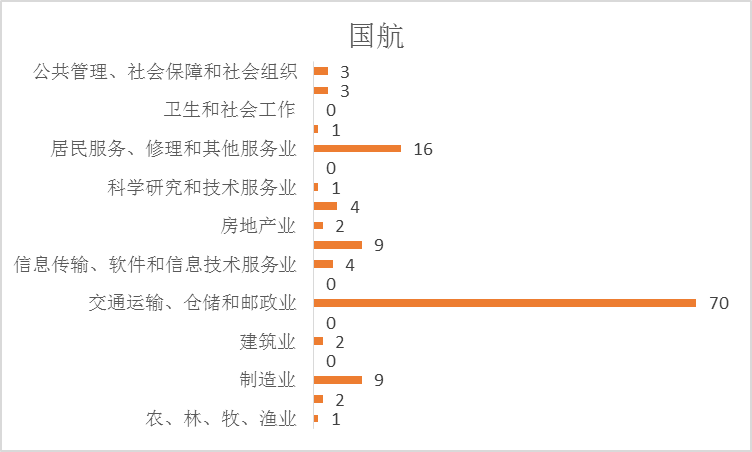 国航
公共管理、社会保障和社会组织 3
3
卫生和社会工作 0
1
居民服务、修理和其他服务业 16
0
科学研究和技术服务业 1
4
房地产业 2
9
信息传输、软件和信息技术服务业 4
0
交通运输、仓储和邮政业 70
0
建筑业 2
0
制造业 9
2
农、林、牧、渔业 1